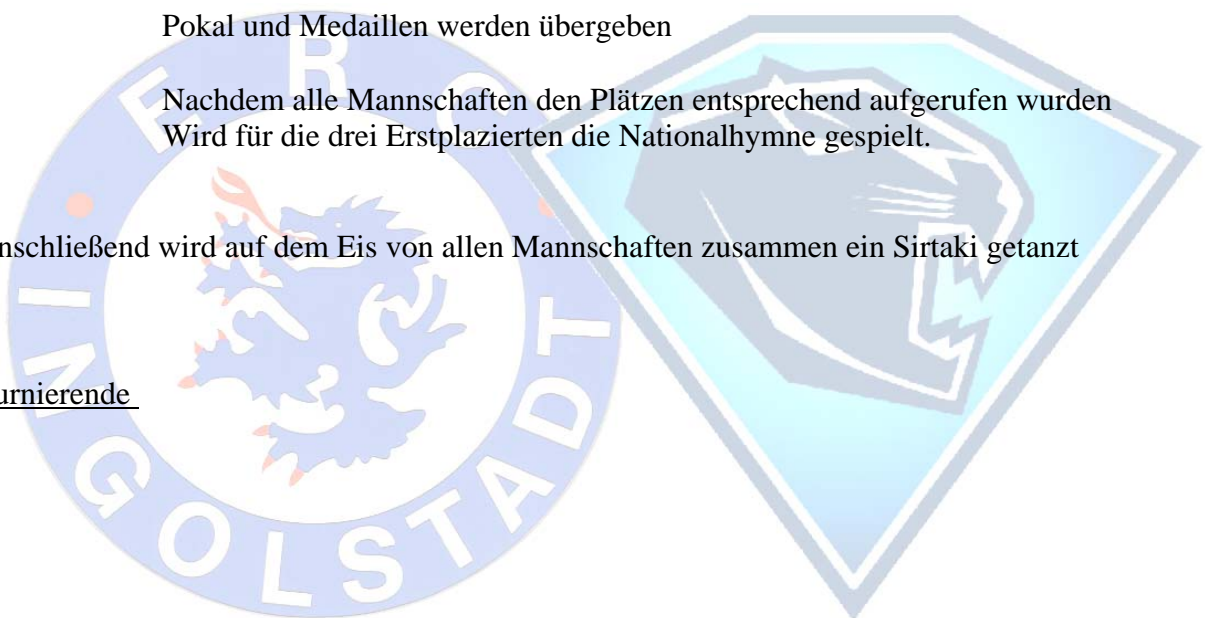 Pokal und Medaillen werden übergeben
Nachdem alle Mannschaften den Plätzen entsprechend aufgerufen wurden
Wird für die drei Erstplazierten die Nationalhymne gespielt.
nschließend wird auf dem Eis von allen Mannschaften zusammen ein Sirtaki getanzt
urnierende
ERC
INGOLSTADT